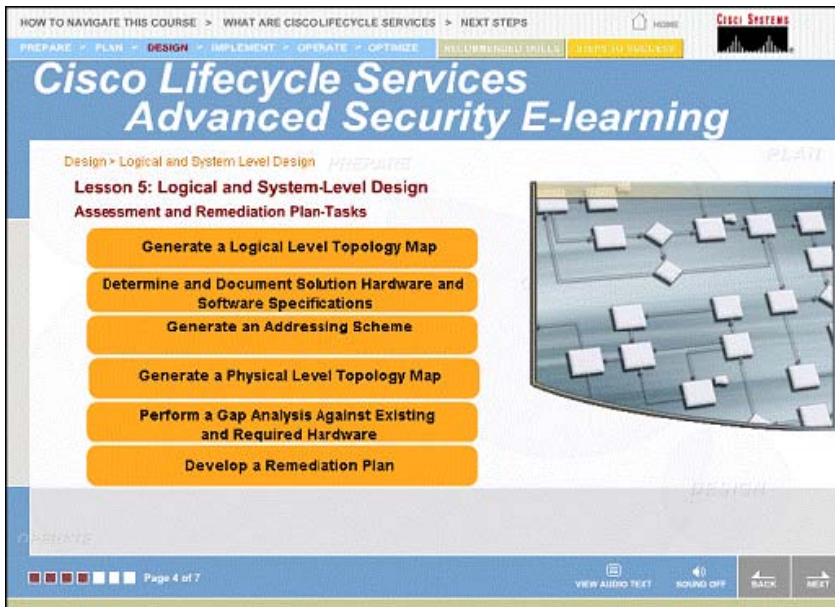 HOW TO NAVIGATE THIS COURSE > WHAT ARE CISCOLIFECYCLE SERVICES > NEXT STEPS
HOME
CISCO SYSTEMS
PREPARE > PLAN > DESIGN > IMPLEMENT > OPERATE > OPTIMIZE
RECOMMENDED SKILLS
STEPS TO SUCCESS
Cisco Lifecycle Services
Advanced Security E-learning
Design > Logical and System Level Design
PREPARE
PLAN
Lesson 5: Logical and System-Level Design
Assessment and Remediation Plan-Tasks
Generate a Logical Level Topology Map
Determine and Document Solution Hardware and
Software Specifications
Generate an Addressing Scheme
Generate a Physical Level Topology Map
Perform a Gap Analysis Against Existing
and Required Hardware
Develop a Remediation Plan
DESIGN
OPERATE
Page 4 of 7
VIEW AUDIO TEXT
SOUND OFF
BACK
NEXT